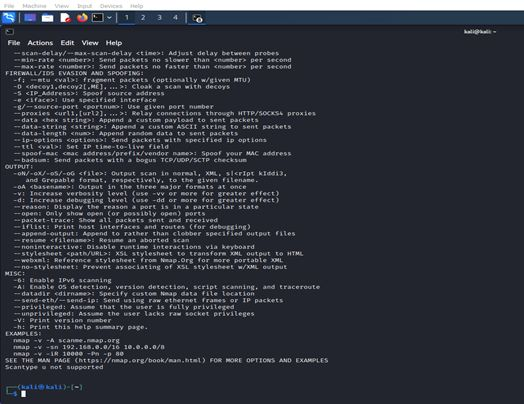 File Machine View Input Devices Help
1 2 3 4
kali@kali: ~
File Actions Edit View Help
--scan-delay/--max-scan-delay <time>: Adjust delay between probes
--min-rate <number>: Send packets no slower than <number> per second
--max-rate <number>: Send packets no faster than <number> per second
FIREWALL/IDS EVASION AND SPOOFING:
-f; --mtu <val>: fragment packets (optionally w/given MTU)
-D <decoy1,decoy2[,ME],...>: Cloak a scan with decoys
-S <IP_Address>: Spoof source address
-e <iface>: Use specified interface
-g/--source-port <portnum>: Use given port number
--proxies <url1,[url2],...>: Relay connections through HTTP/SOCKS4 proxies
--data <hex string>: Append a custom payload to sent packets
--data-string <string>: Append a custom ASCII string to sent packets
--data-length <num>: Append random data to sent packets
--ip-options <options>: Send packets with specified ip options
--ttl <val>: Set IP time-to-live field
--spoof-mac <mac address/prefix/vendor name>: Spoof your MAC address
--badsum: Send packets with a bogus TCP/UDP/SCTP checksum
OUTPUT:
-oN/-oX/-oS/-oG <file>: Output scan in normal, XML, s|<rIpt kIddi3,
and Grepable format, respectively, to the given filename.
-oA <basename>: Output in the three major formats at once
-v: Increase verbosity level (use -vv or more for greater effect)
-d: Increase debugging level (use -dd or more for greater effect)
--reason: Display the reason a port is in a particular state
--open: Only show open (or possibly open) ports
--packet-trace: Show all packets sent and received
--iflist: Print host interfaces and routes (for debugging)
--append-output: Append to rather than clobber specified output files
--resume <filename>: Resume an aborted scan
--noninteractive: Disable runtime interactions via keyboard
--stylesheet <path/URL>: XSL stylesheet to transform XML output to HTML
--webxml: Reference stylesheet from Nmap.Org for more portable XML
--no-stylesheet: Prevent associating of XSL stylesheet w/XML output
MISC:
-6: Enable IPv6 scanning
-A: Enable OS detection, version detection, script scanning, and traceroute
--datadir <dirname>: Specify custom Nmap data file location
--send-eth/--send-ip: Send using raw ethernet frames or IP packets
--privileged: Assume that the user is fully privileged
--unprivileged: Assume the user lacks raw socket privileges
-V: Print version number
-h: Print this help summary page.
EXAMPLES:
nmap -v -A scanme.nmap.org
nmap -v -sn 192.168.0.0/16 10.0.0.0/8
nmap -v -iR 10000 -Pn -p 80
SEE THE MAN PAGE (https://nmap.org/book/man.html) FOR MORE OPTIONS AND EXAMPLES
Scantype u not supported
(kali㉿kali)-[~]
$